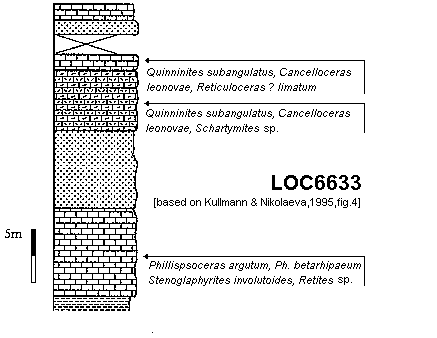 Quinninites subangulatus, Cancelloceras
leonovae, Reticuloceras ? limatum
Quinninites subangulatus, Cancelloceras
leonovae, Schartymites sp.
LOC6633
[based on Kullmann & Nikolaeva,1995,fig.4]
5m
Phillispsoceras argutum, Ph. betarhipaeum
Stenoglaphyrites involutoides, Retites sp.